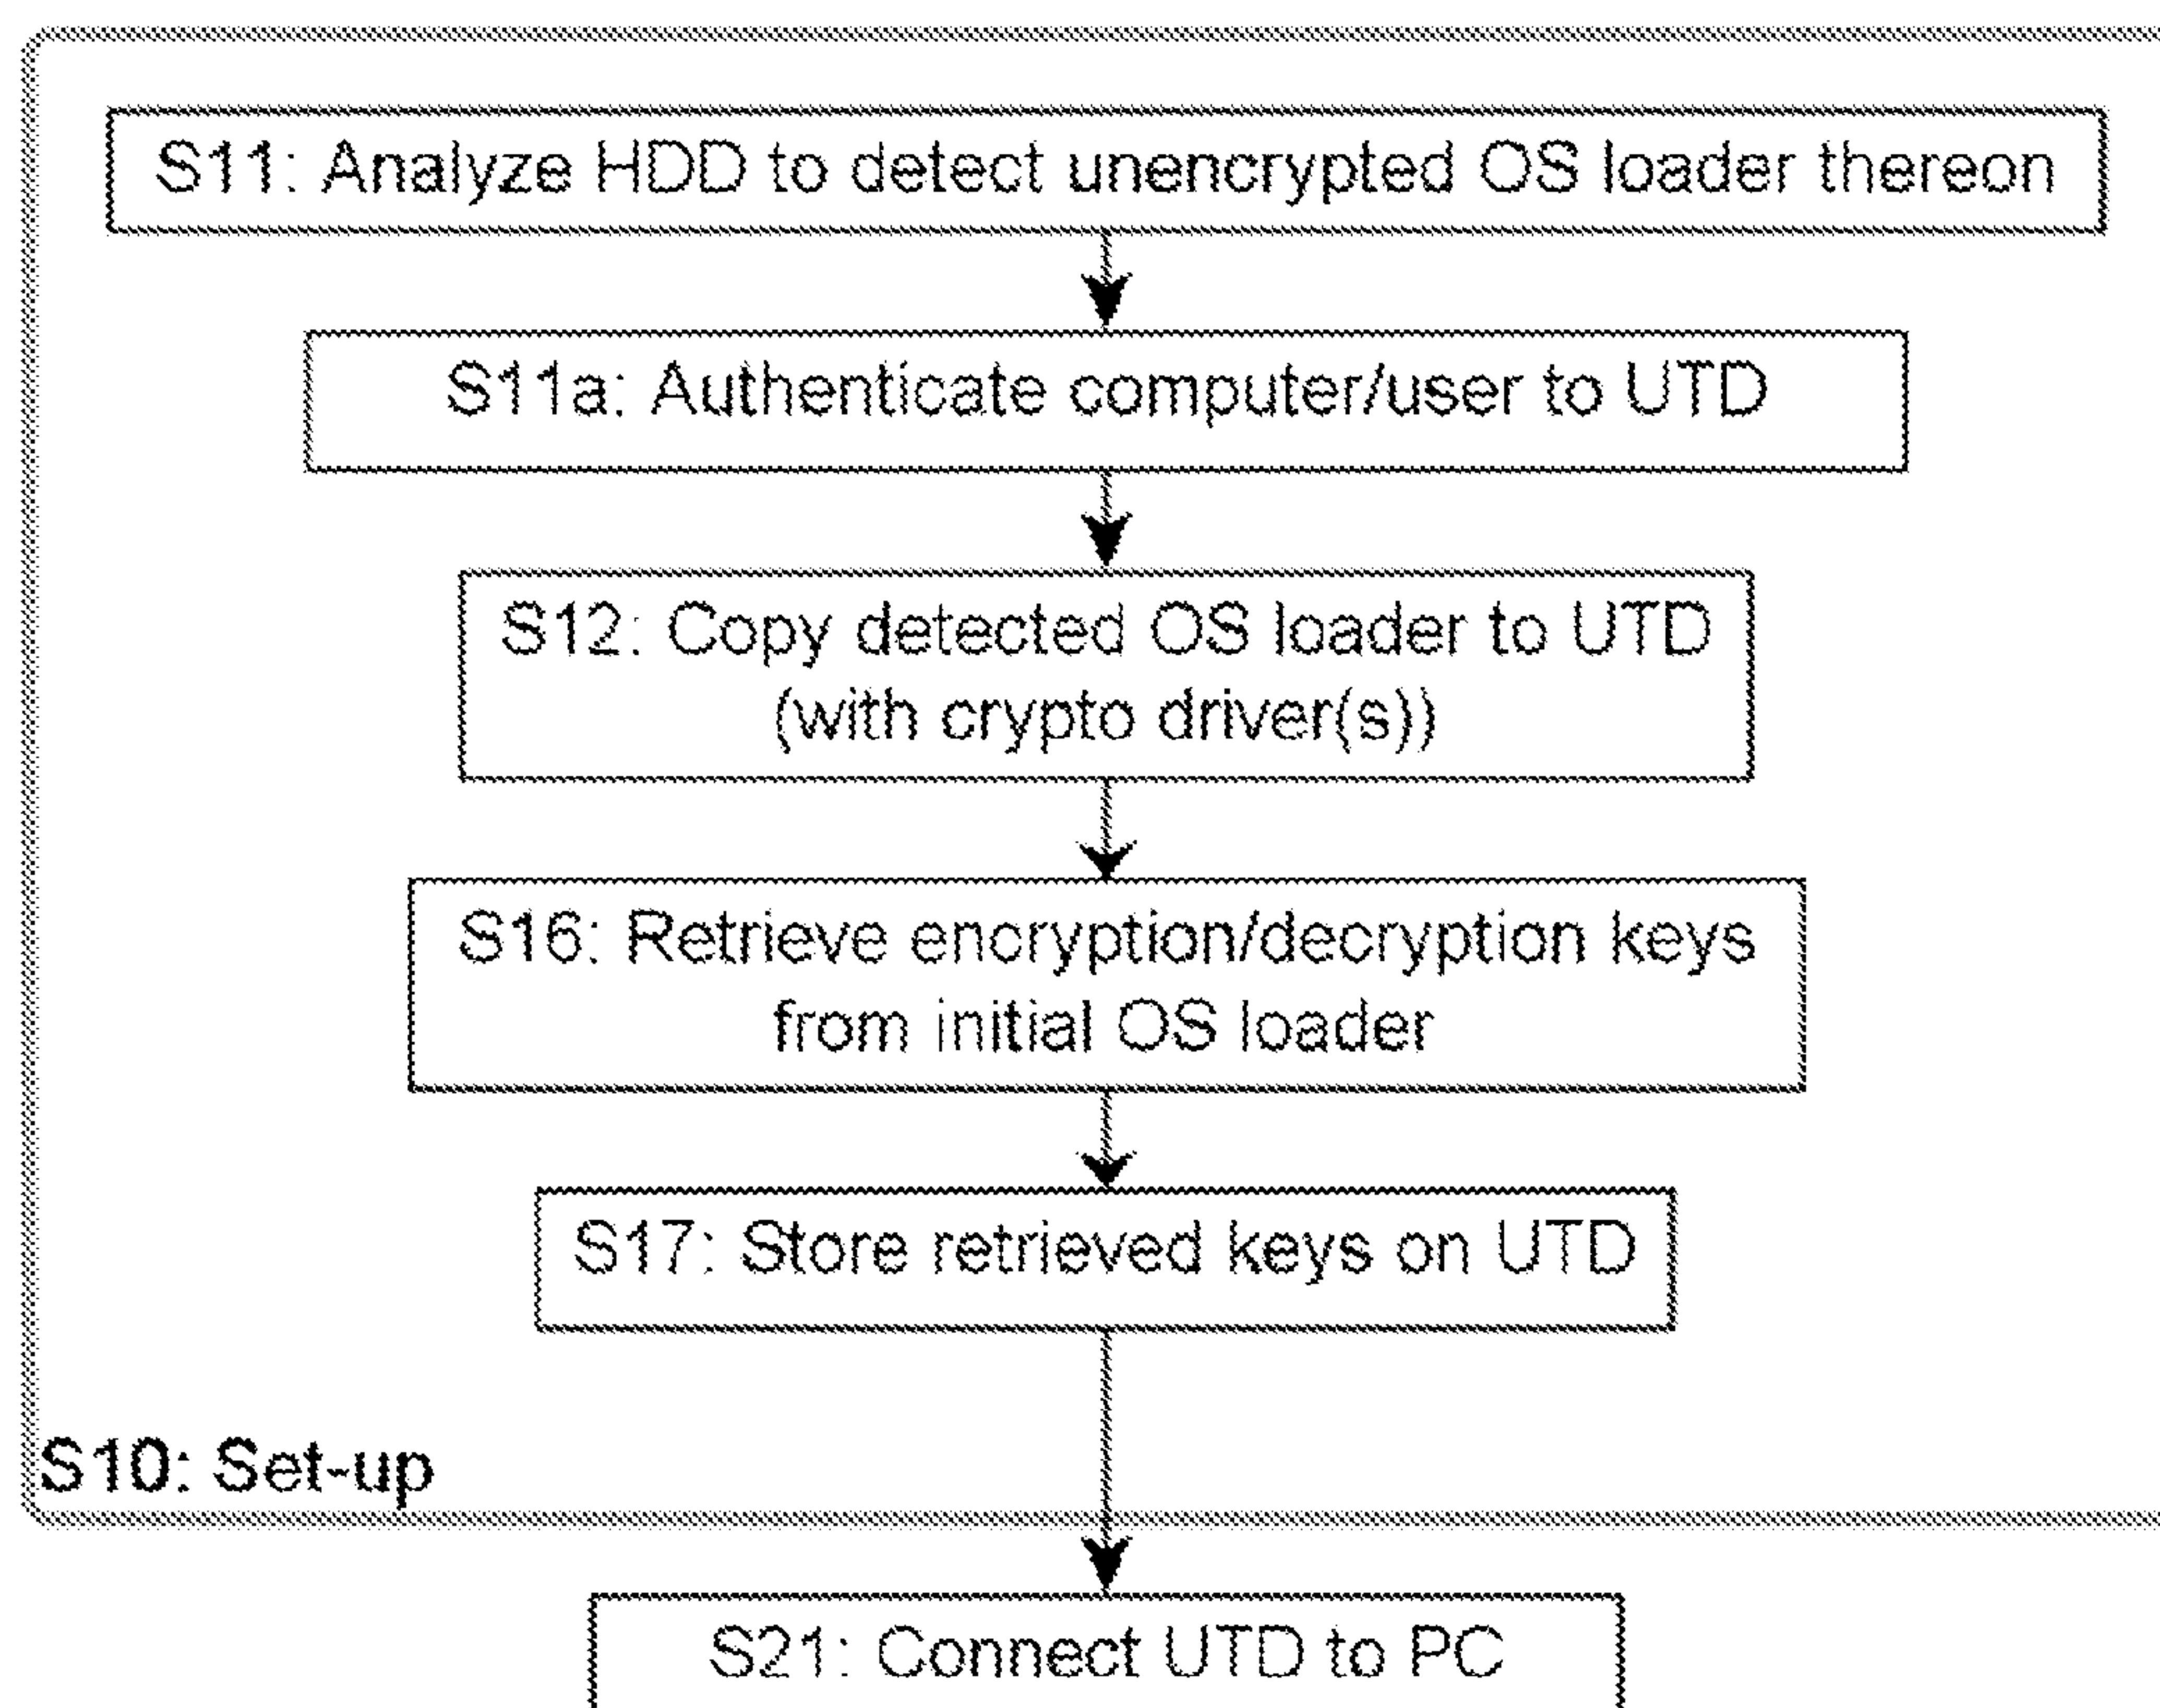 S11: Analyze HDD to detect unencrypted OS loader thereon
S11a: Authenticate computer/user to UTD
S12: Copy detected OS loader to UTD
(with crypto driver(s))
S16: Retrieve encryption/decryption keys
from initial OS loader
S17: Store retrieved keys on UTD
S10: Set-up
S21: Connect UTD to PC